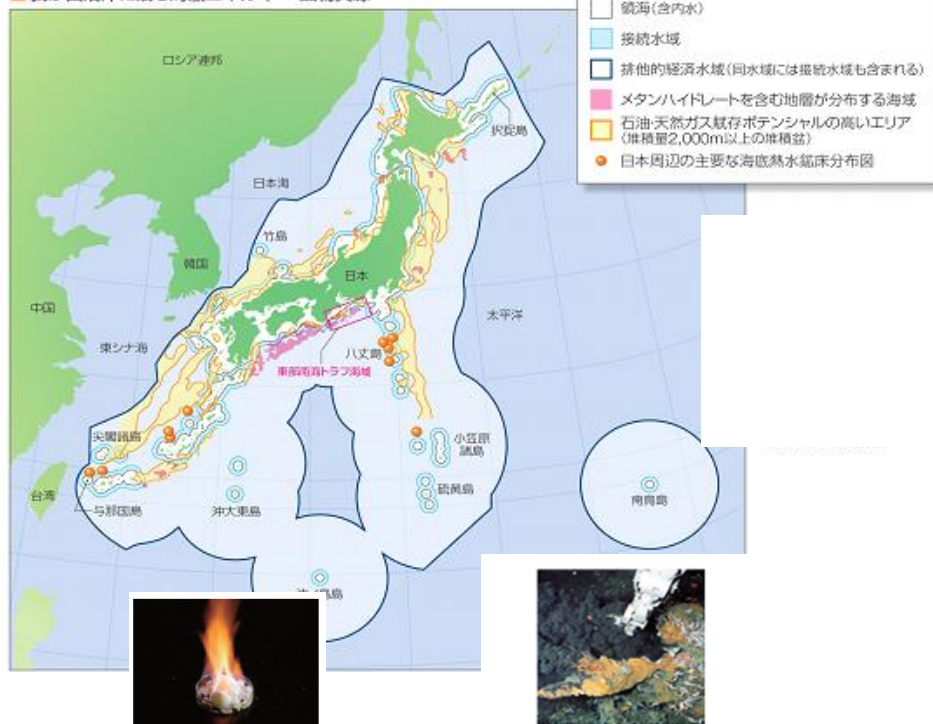 領海(含内水)
接続水域
排他的経済水域(同水域には接続水域も含まれる)
メタンハイドレートを含む地層が分布する海域
石油・天然ガス賦存ポテンシャルの高いエリア
(堆積量2,000m以上の堆積盆)
日本周辺の主要な海底熱水鉱床分布図
ロシア連邦
択捉島
日本海
竹島
韓国
日本
中国
太平洋
東シナ海
八丈島
東部南海トラフ海域
尖閣諸島
小笠原
諸島
硫黄島
台湾
与那国島
沖大東島
南鳥島